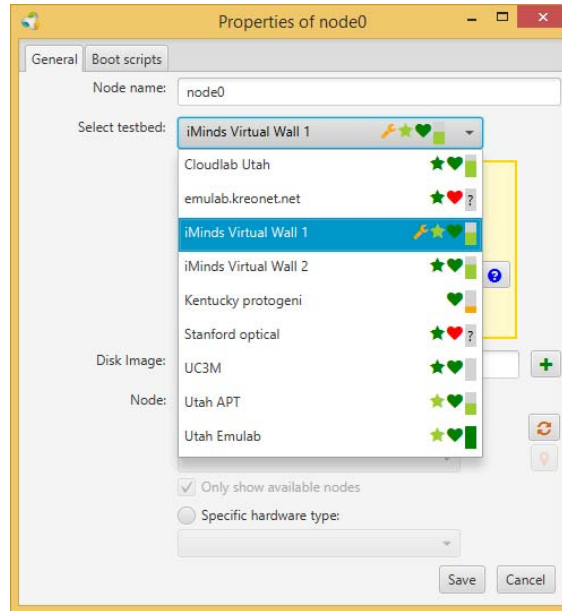 Properties of node0
General Boot scripts
Node name: node0
Select testbed: iMinds Virtual Wall 1
Cloudlab Utah
emulab.kreonet.net ?
iMinds Virtual Wall 1
iMinds Virtual Wall 2
Kentucky protogeni
Stanford optical ?
UC3M
Utah APT
Utah Emulab
Disk Image:
Node:
Only show available nodes
Specific hardware type:
Save Cancel